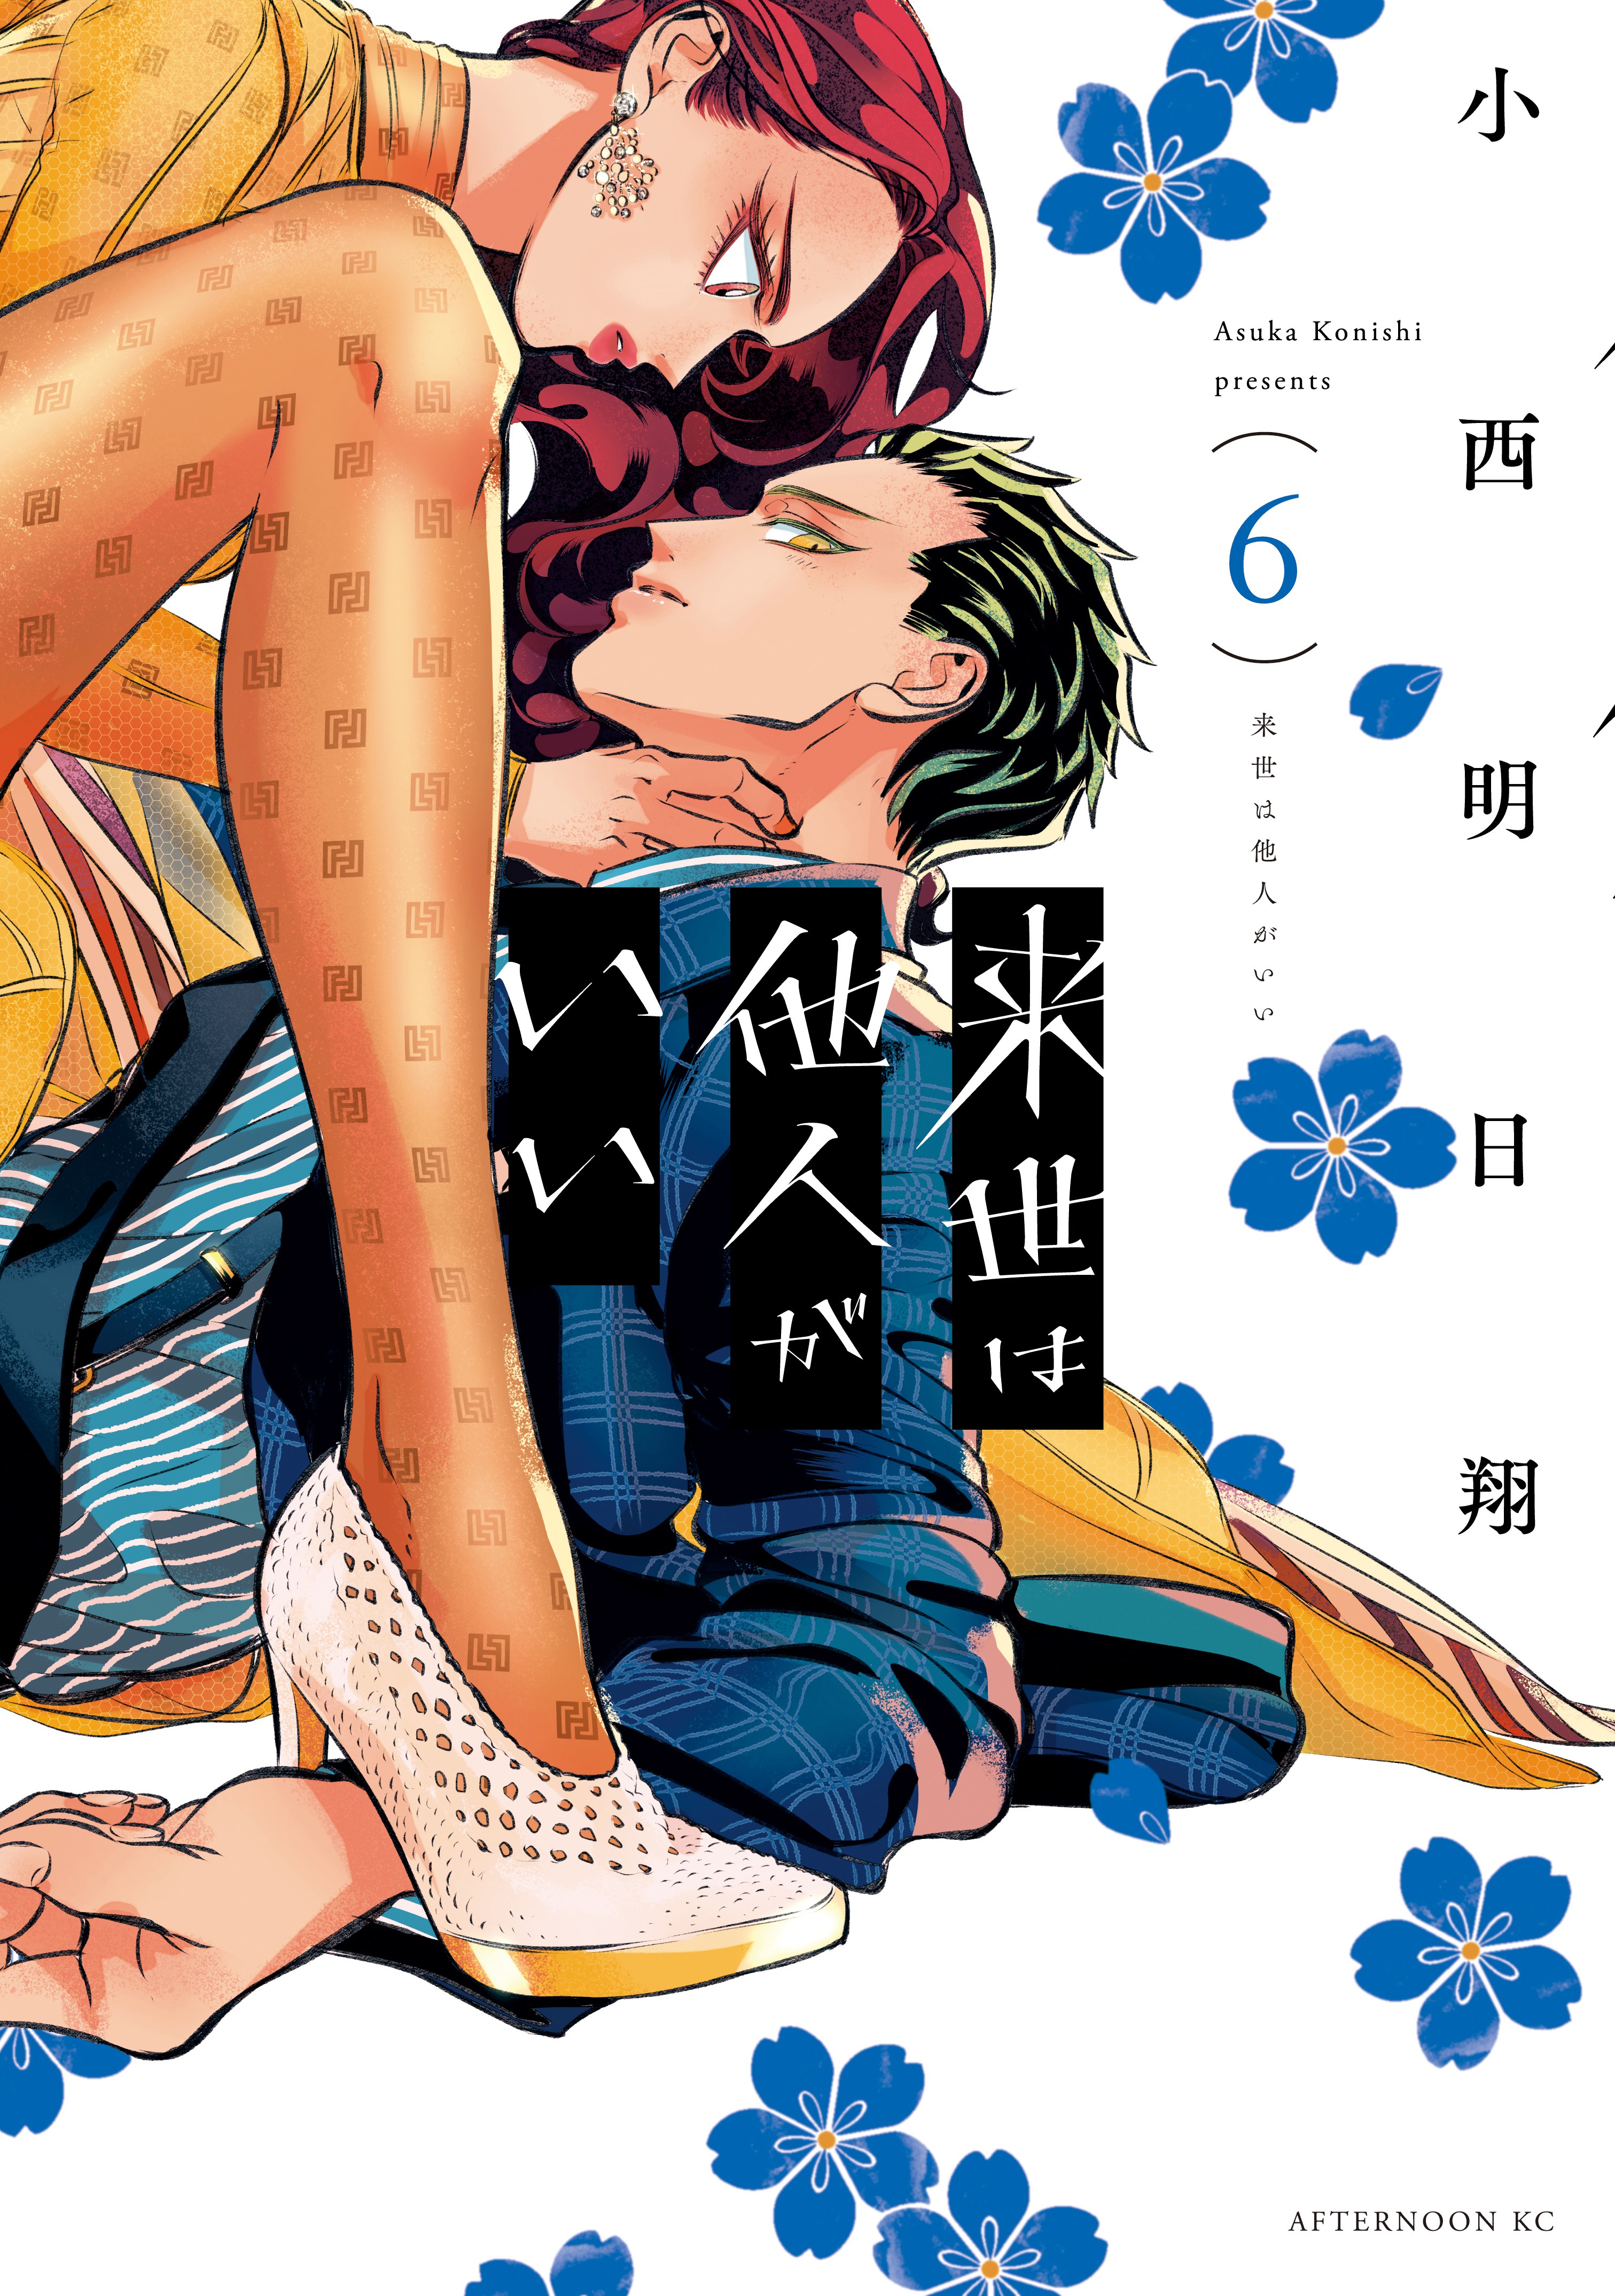 小西明日翔
Asuka Konishi
presents
(6)
来世は他人がいい
来世は
他人が
いい
AFTERNOON KC